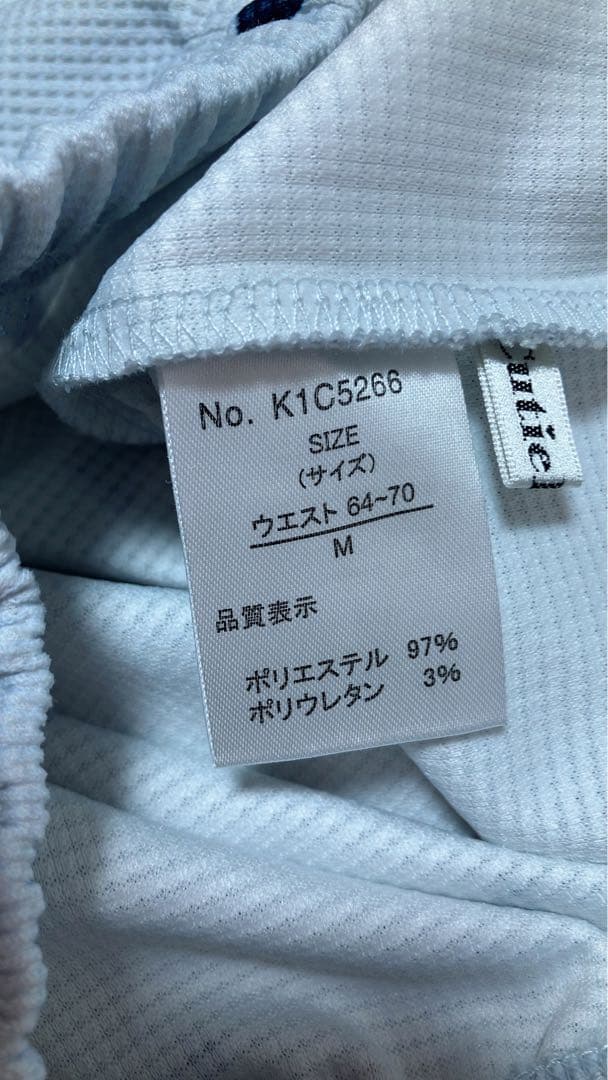 No. K1C5266
SIZE
(サイズ)
ウエスト 64~70
M
品質表示
ポリエステル 97%
ポリウレタン 3%